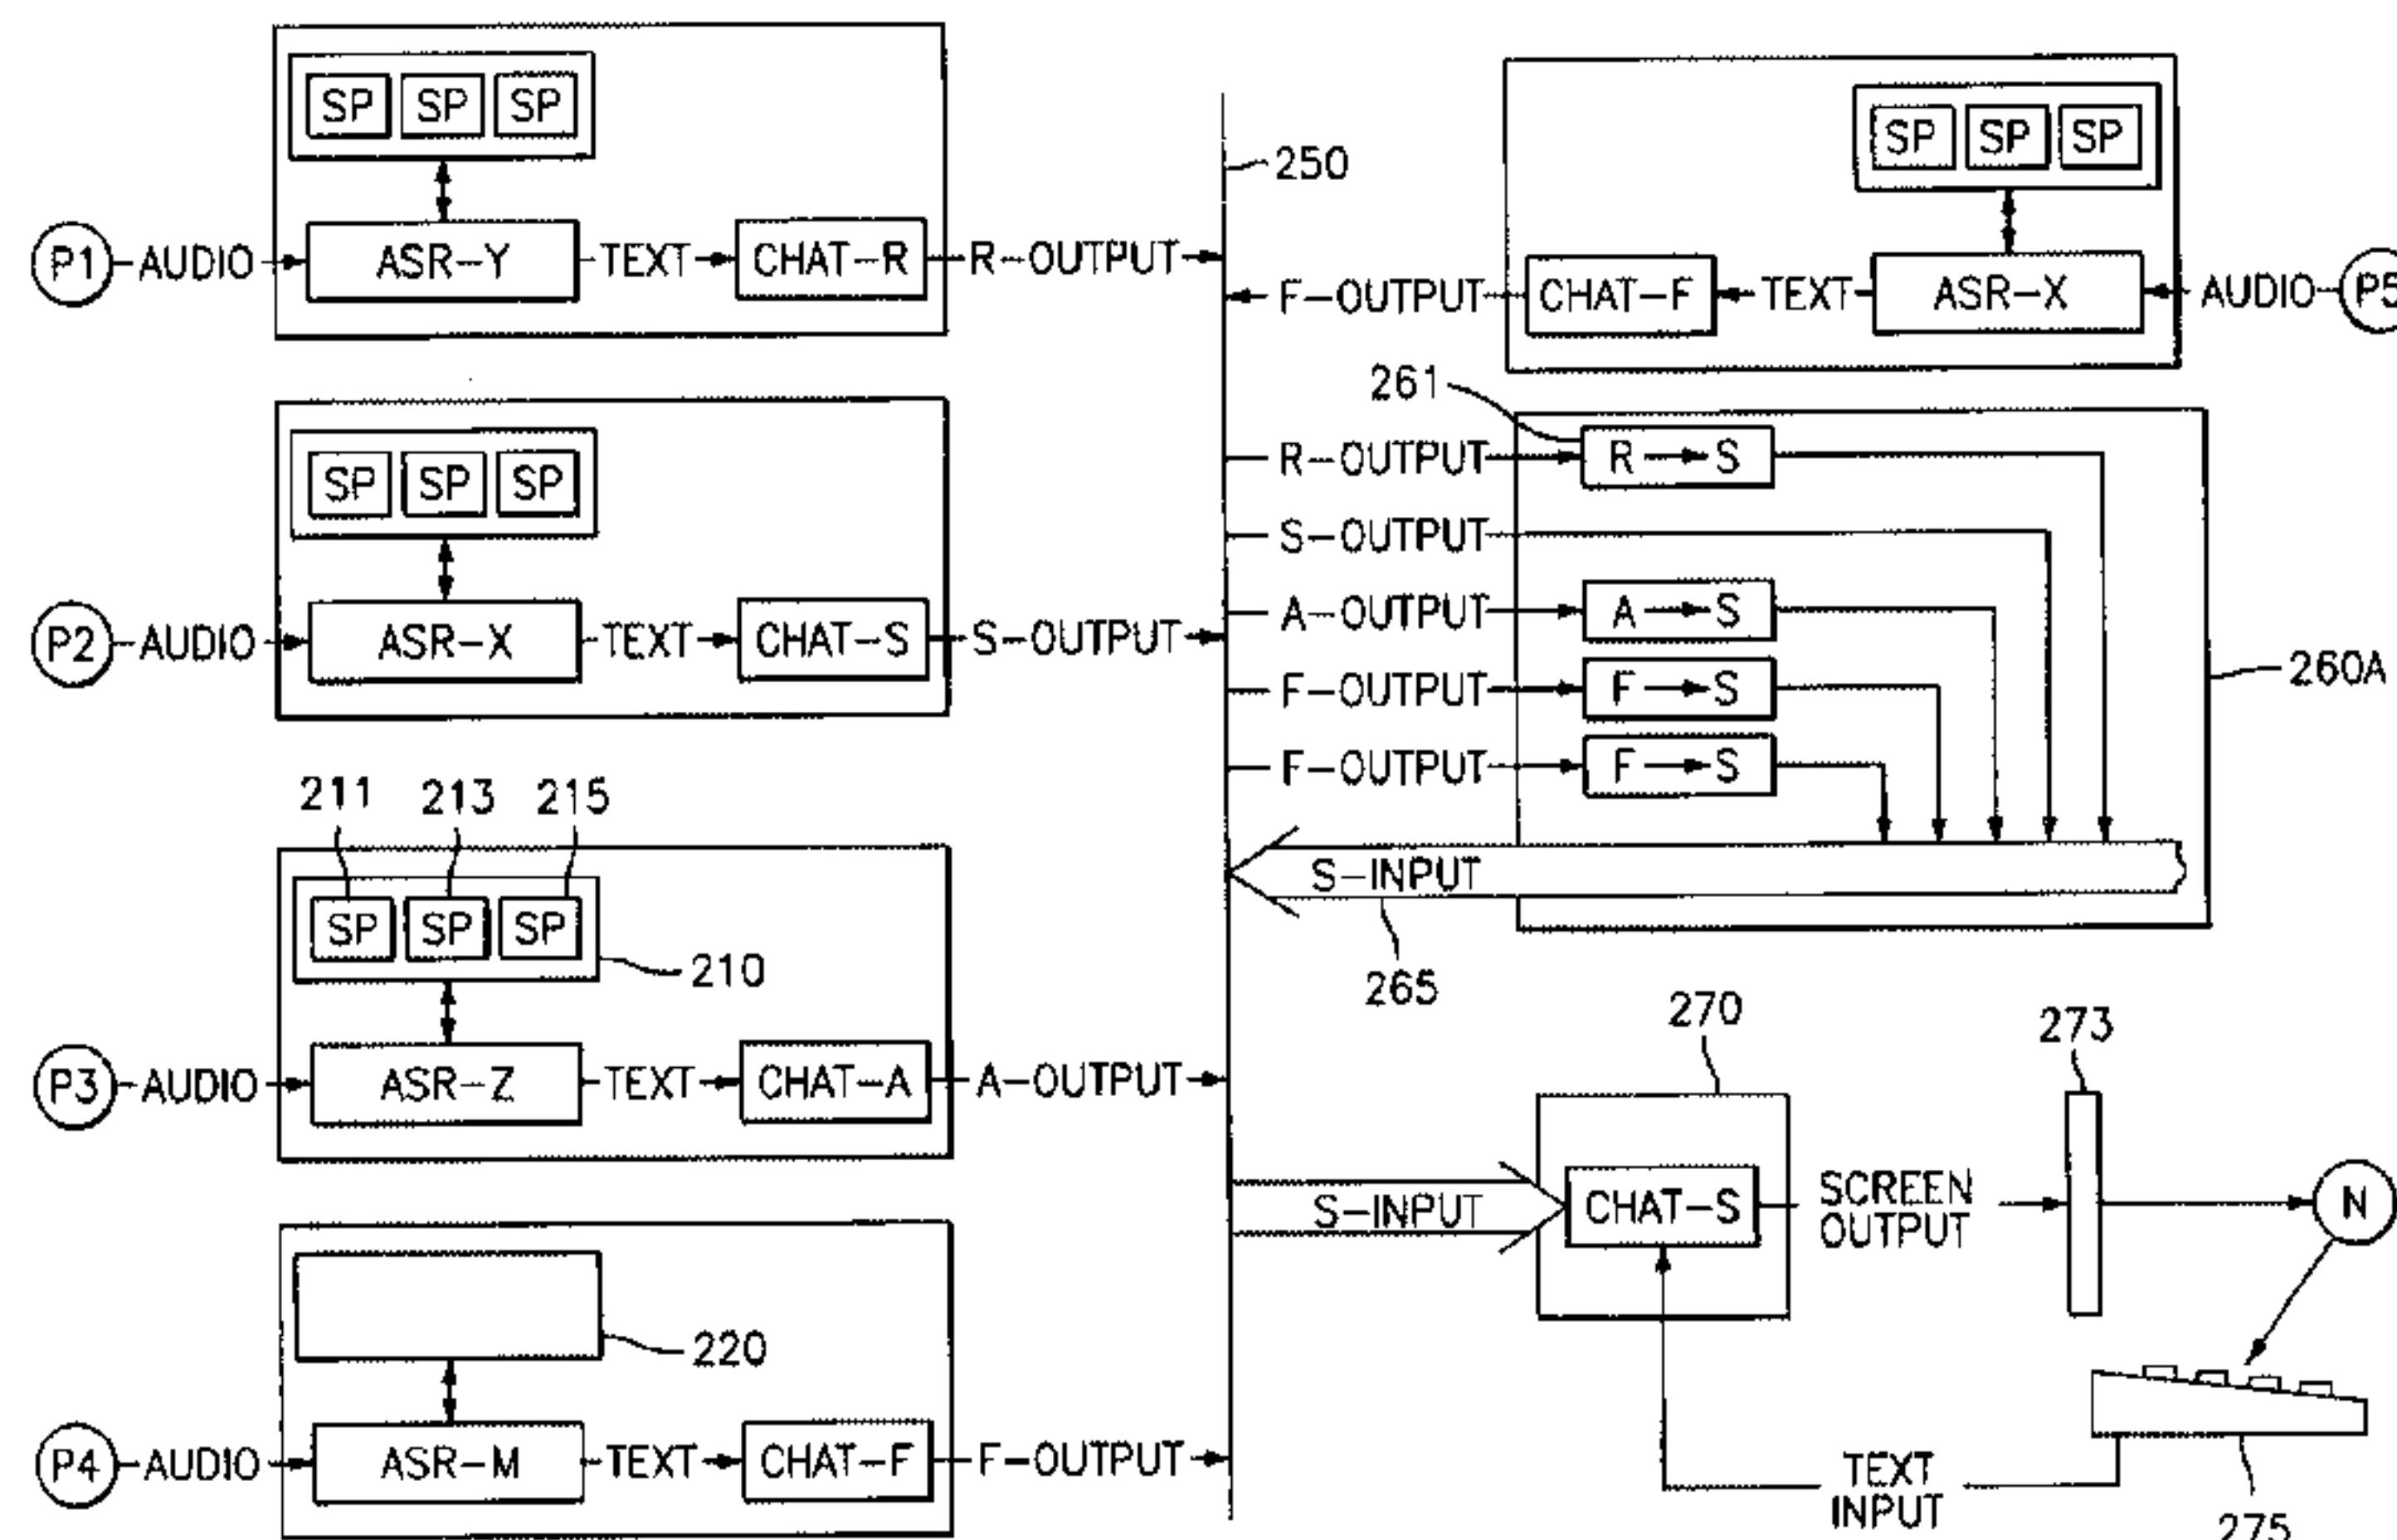 SP SP SP
P1 AUDIO ASR-Y TEXT CHAT-R R-OUTPUT
250
SP SP SP
F-OUTPUT CHAT-F TEXT ASR-X AUDIO P5
SP SP SP
P2 AUDIO ASR-X TEXT CHAT-S S-OUTPUT
261
R-OUTPUT R S
S-OUTPUT
A-OUTPUT A S
F-OUTPUT F S
F-OUTPUT F S
260A
S-INPUT
265
211 213 215
SP SP SP
210
P3 AUDIO ASR-Z TEXT CHAT-A A-OUTPUT
220
P4 AUDIO ASR-M TEXT CHAT-F F-OUTPUT
270
273
S-INPUT CHAT-S SCREEN
OUTPUT
N
TEXT
INPUT
275